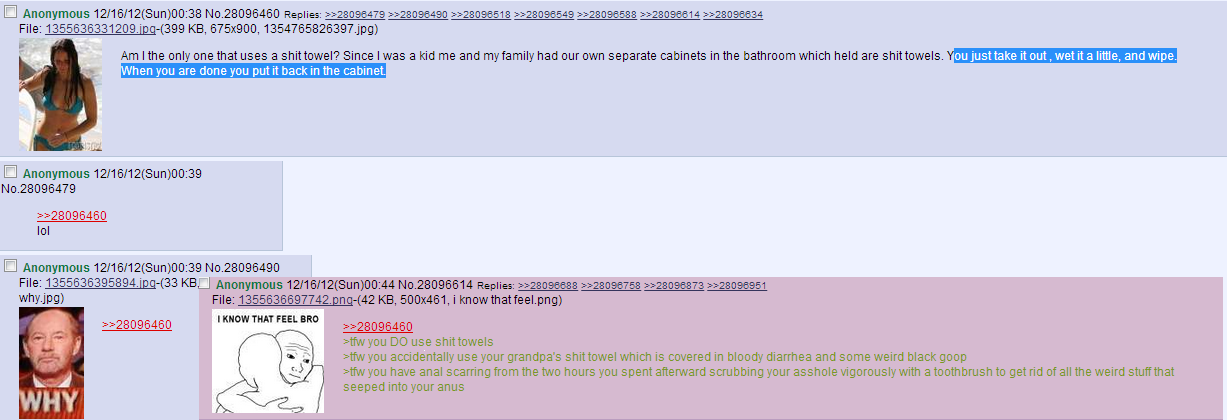 Anonymous 12/16/12(Sun)00:38 No.28096460 Replies: >>28096479 >>28096490 >>28096518 >>28096549 >>28096588 >>28096614 >>28096634
File: 1355636331209.jpg-(399 KB, 675x900, 1354765826397.jpg)
Am I the only one that uses a shit towel? Since I was a kid me and my family had our own separate cabinets in the bathroom which held are shit towels. You just take it out , wet it a little, and wipe.
When you are done you put it back in the cabinet.
Anonymous 12/16/12(Sun)00:39
No.28096479
>>28096460
lol
Anonymous 12/16/12(Sun)00:39 No.28096490
File: 1355636395894.jpg-(33 KB,
why.jpg)
>>28096460
WHY
Anonymous 12/16/12(Sun)00:44 No.28096614 Replies: >>28096688 >>28096758 >>28096873 >>28096951
File: 1355636697742.png-(42 KB, 500x461, i know that feel.png)
I KNOW THAT FEEL BRO
>>28096460
>tfw you DO use shit towels
>tfw you accidentally use your grandpa's shit towel which is covered in bloody diarrhea and some weird black goop
>tfw you have anal scarring from the two hours you spent afterward scrubbing your asshole vigorously with a toothbrush to get rid of all the weird stuff that
seeped into your anus